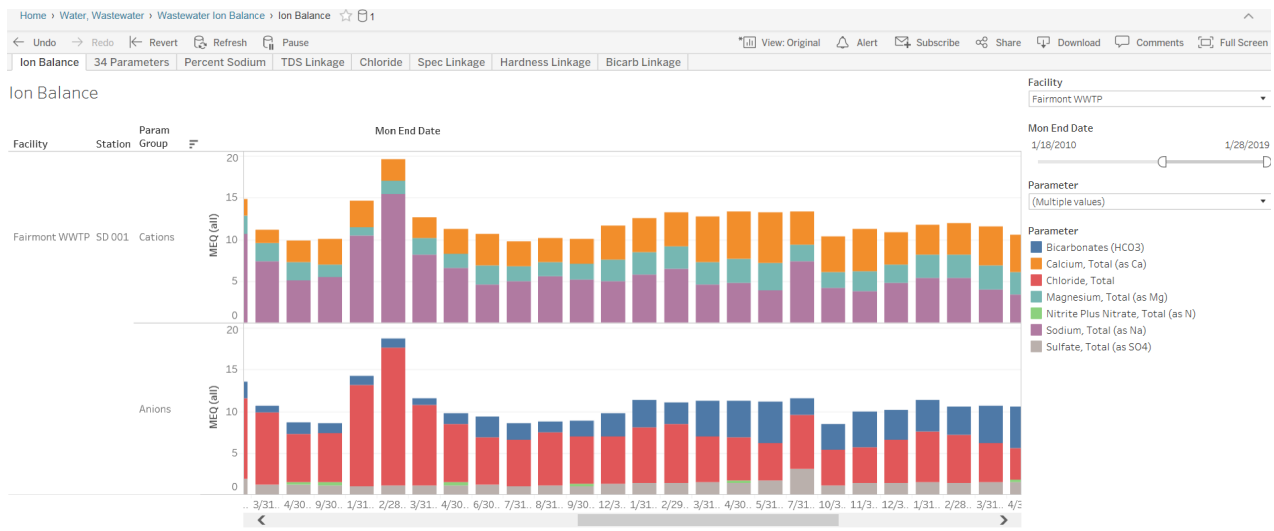 Home › Water, Wastewater › Wastewater Ion Balance › Ion Balance 1
Undo Redo Revert Refresh Pause View: Original Alert Subscribe Share Download Comments Full Screen
Ion Balance 34 Parameters Percent Sodium TDS Linkage Chloride Spec Linkage Hardness Linkage Bicarb Linkage
Ion Balance
Facility
Fairmont WWTP
Mon End Date
1/18/2010 1/28/2019
Parameter
(Multiple values)
Parameter
Bicarbonates (HCO3)
Calcium, Total (as Ca)
Chloride, Total
Magnesium, Total (as Mg)
Nitrite Plus Nitrate, Total (as N)
Sodium, Total (as Na)
Sulfate, Total (as SO4)
Mon End Date
Facility Station Param Group
Fairmont WWTP SD 001 Cations
MEQ (all)
20
15
10
5
0
Anions
MEQ (all)
20
15
10
5
0
.. 3/31.. 4/30.. 9/30.. 1/31.. 2/28.. 3/31.. 4/30.. 6/30.. 7/31.. 8/31.. 9/30.. 12/3.. 1/31.. 2/29.. 3/31.. 4/30.. 5/31.. 7/31.. 10/3.. 11/3.. 12/3.. 1/31.. 2/28.. 3/31.. 4/3